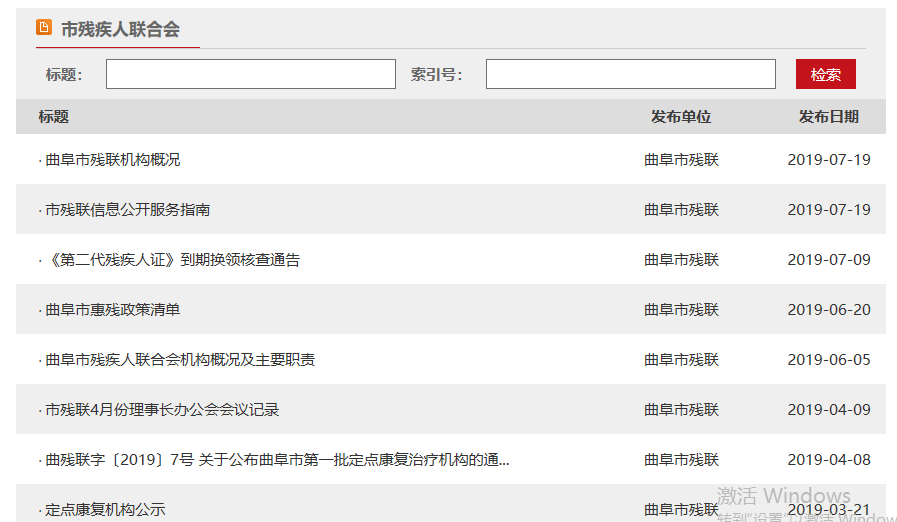 市残疾人联合会
标题： 索引号： 检索
标题 发布单位 发布日期
· 曲阜市残联机构概况 曲阜市残联 2019-07-19
· 市残联信息公开服务指南 曲阜市残联 2019-07-19
· 《第二代残疾人证》到期换领核查通告 曲阜市残联 2019-07-09
· 曲阜市惠残政策清单 曲阜市残联 2019-06-20
· 曲阜市残疾人联合会机构概况及主要职责 曲阜市残联 2019-06-05
· 市残联4月份理事长办公会会议记录 曲阜市残联 2019-04-09
· 曲残联字〔2019〕7号 关于公布曲阜市第一批定点康复治疗机构的通... 曲阜市残联 2019-04-08
激活 Windows
· 定点康复机构公示 曲阜市残联 2019-03-21
转到"设置"以激活 Window